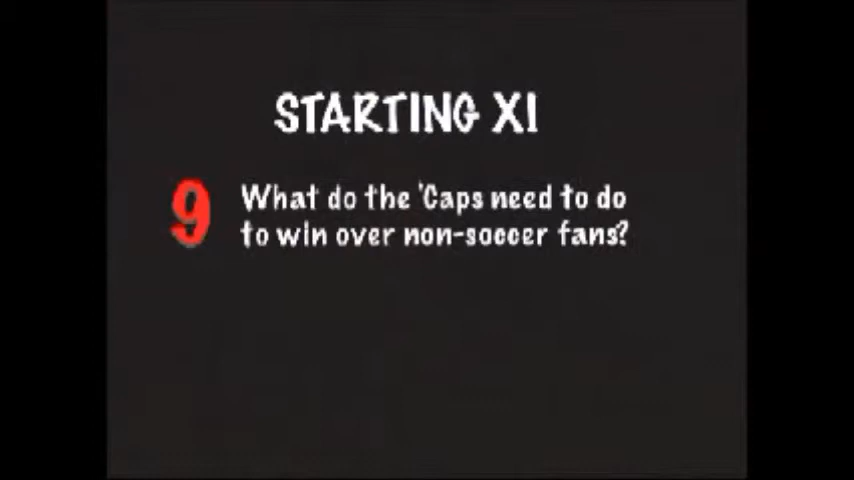 STARTING XI
9 What do the 'Caps need to do
to win over non-soccer fans?